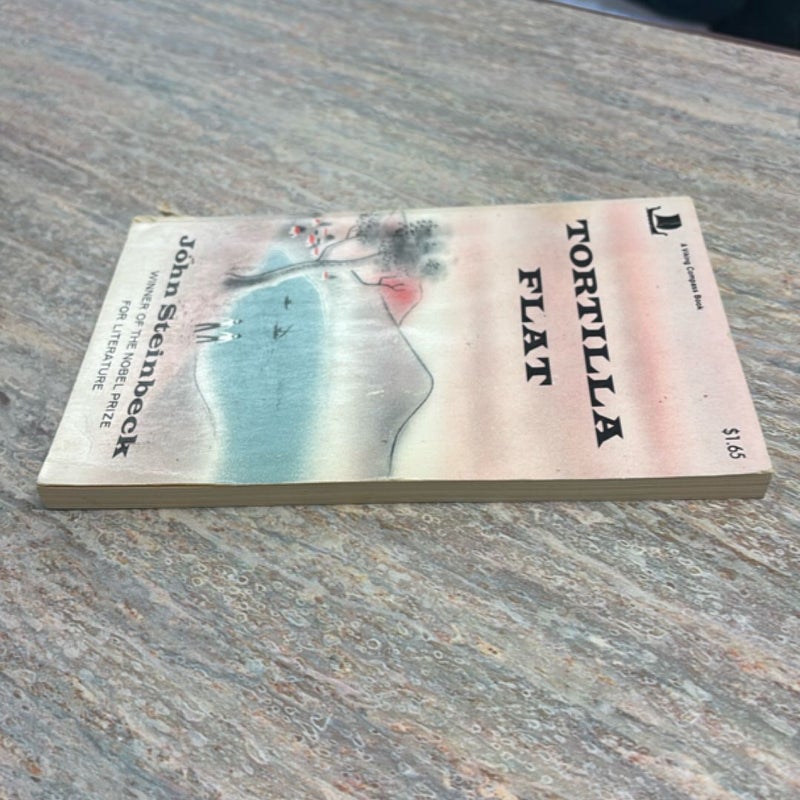 A Viking Compass Book
$1.65
TORTILLA
FLAT
John Steinbeck
WINNER OF THE NOBEL PRIZE
FOR LITERATURE